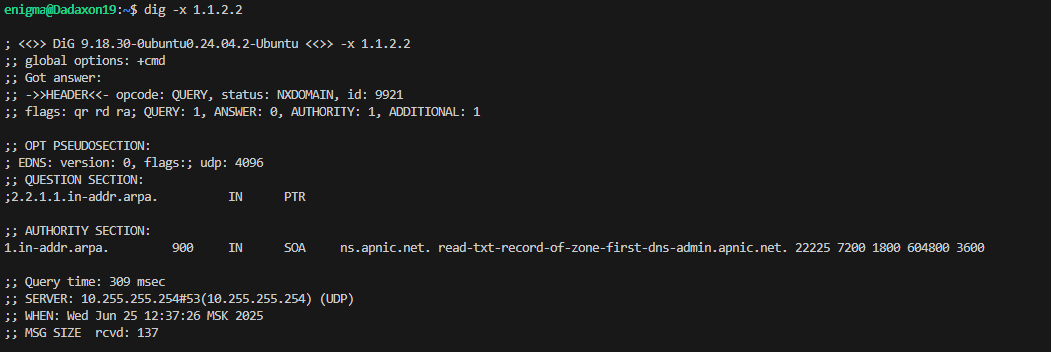 enigma@Dadaxon19:~$ dig -x 1.1.2.2
; <<>> DiG 9.18.30-0ubuntu0.24.04.2-Ubuntu <<>> -x 1.1.2.2
;; global options: +cmd
;; Got answer:
;; ->>HEADER<<- opcode: QUERY, status: NXDOMAIN, id: 9921
;; flags: qr rd ra; QUERY: 1, ANSWER: 0, AUTHORITY: 1, ADDITIONAL: 1
;; OPT PSEUDOSECTION:
; EDNS: version: 0, flags:; udp: 4096
;; QUESTION SECTION:
;2.2.1.1.in-addr.arpa. IN PTR
;; AUTHORITY SECTION:
1.in-addr.arpa. 900 IN SOA ns.apnic.net. read-txt-record-of-zone-first-dns-admin.apnic.net. 22225 7200 1800 604800 3600
;; Query time: 309 msec
;; SERVER: 10.255.255.254#53(10.255.255.254) (UDP)
;; WHEN: Wed Jun 25 12:37:26 MSK 2025
;; MSG SIZE rcvd: 137